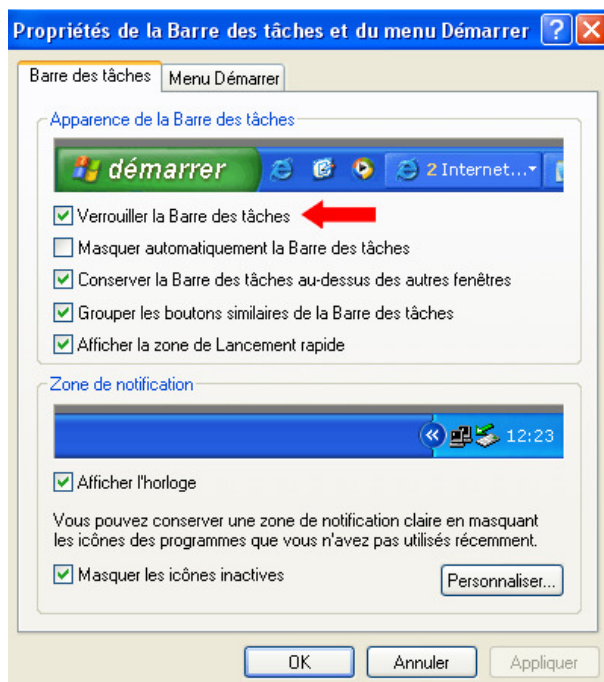 Propriétés de la Barre des tâches et du menu Démarrer
Barre des tâches
Menu Démarrer
Apparence de la Barre des tâches
démarrer
2 Internet...
Verrouiller la Barre des tâches
Masquer automatiquement la Barre des tâches
Conserver la Barre des tâches au-dessus des autres fenêtres
Grouper les boutons similaires de la Barre des tâches
Afficher la zone de Lancement rapide
Zone de notification
12:23
Afficher l'horloge
Vous pouvez conserver une zone de notification claire en masquant
les icônes des programmes que vous n'avez pas utilisés récemment.
Masquer les icônes inactives
Personnaliser...
OK
Annuler
Appliquer